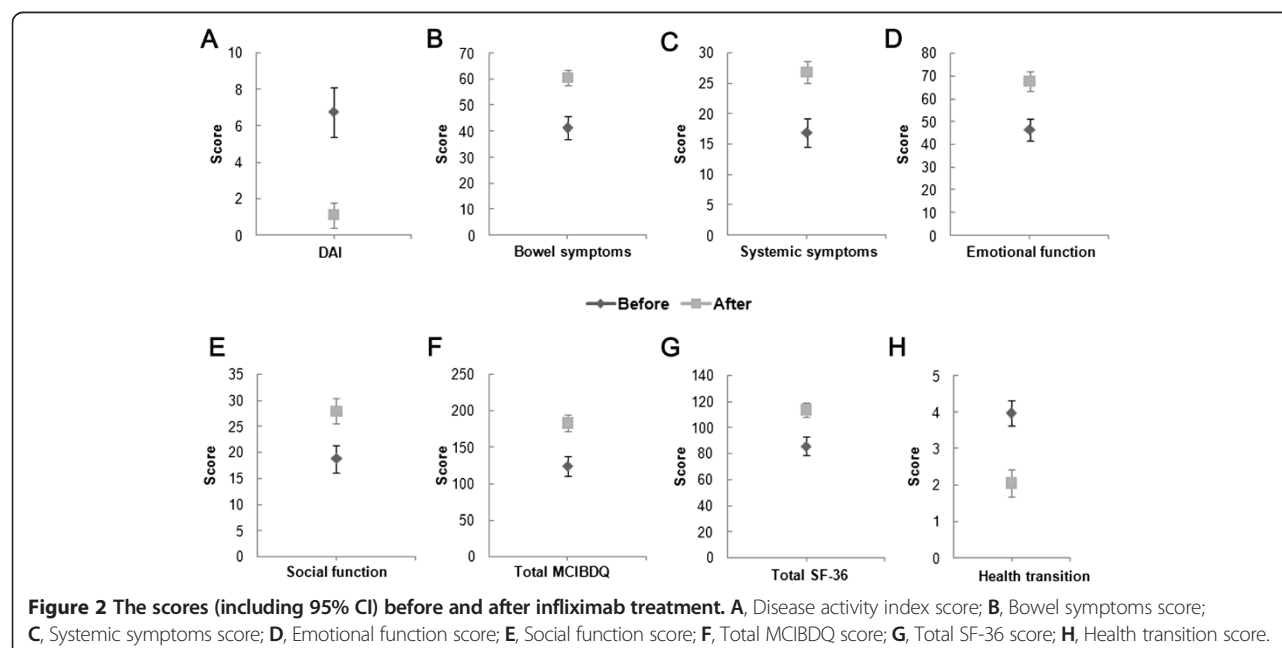 A B C D
10 8 6 4 2 0
Score
DAI
70 60 50 40 30 20 10 0
Score
Bowel symptoms
30 25 20 15 10 5 0
Score
Systemic symptoms
80 70 60 50 40 30 20 10 0
Score
Emotional function
Before After
E F G H
35 30 25 20 15 10 5 0
Score
Social function
250 200 150 100 50 0
Score
Total MCIBDQ
140 120 100 80 60 40 20 0
Score
Total SF-36
5 4 3 2 1 0
Score
Health transition
Figure 2 The scores (including 95% CI) before and after infliximab treatment. A, Disease activity index score; B, Bowel symptoms score;
C, Systemic symptoms score; D, Emotional function score; E, Social function score; F, Total MCIBDQ score; G, Total SF-36 score; H, Health transition score.